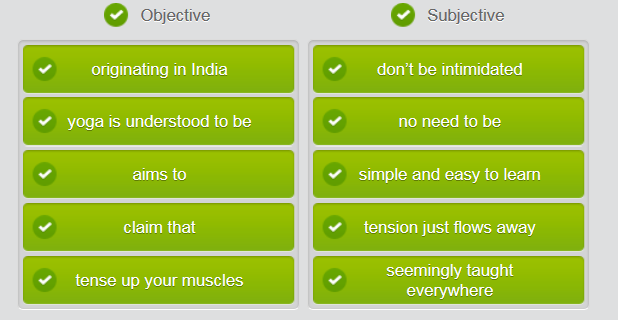 Objective
originating in India
yoga is understood to be
aims to
claim that
tense up your muscles
Subjective
don’t be intimidated
no need to be
simple and easy to learn
tension just flows away
seemingly taught
everywhere